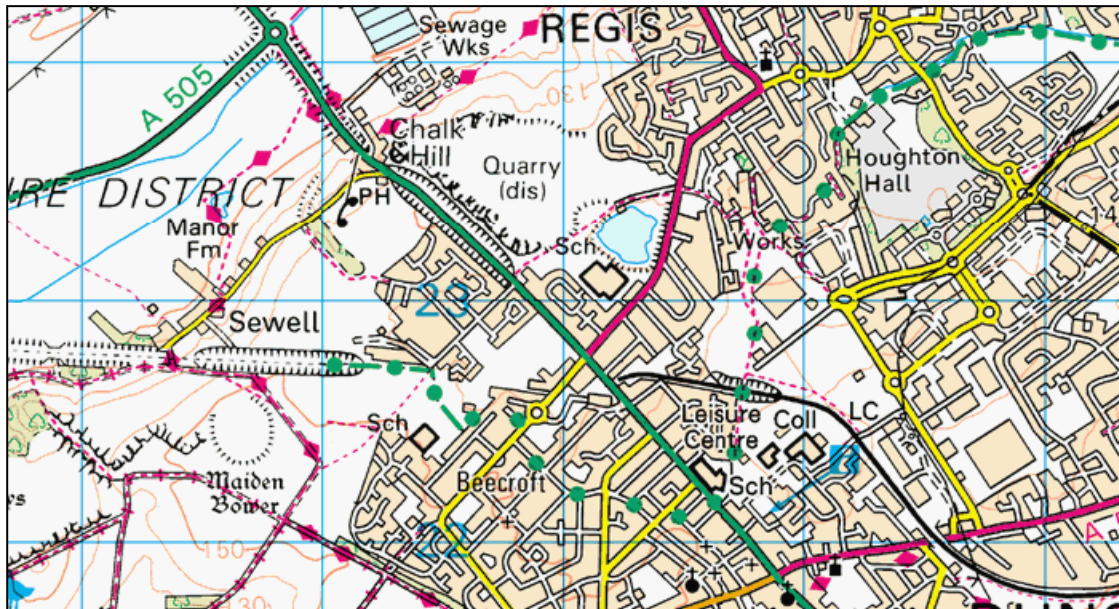 Sewage
Wks
REGIS
A 505
130
Chalk
Hill
Quarry
(dis)
Houghton
Hall
RE DISTRICT
PH
Manor
Fm
Sch
Works
23
Sewell
Leisure
Centre
Coll
LC
Sch
Beecroft
Sch
Maiden
Bower
22
150
A
130